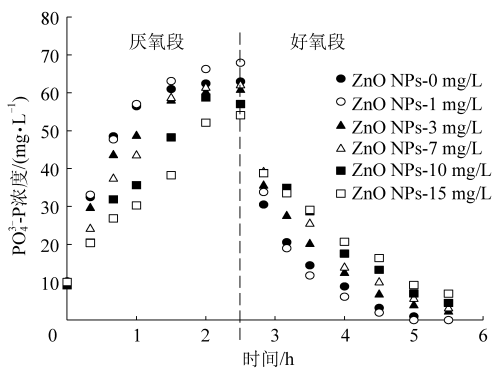 厌氧段
好氧段
ZnO NPs-0 mg/L
ZnO NPs-1 mg/L
ZnO NPs-3 mg/L
ZnO NPs-7 mg/L
ZnO NPs-10 mg/L
ZnO NPs-15 mg/L
PO₄³⁻-P浓度/(mg•L⁻¹)
80
70
60
50
40
30
20
10
0
1
2
3
4
5
6
时间/h